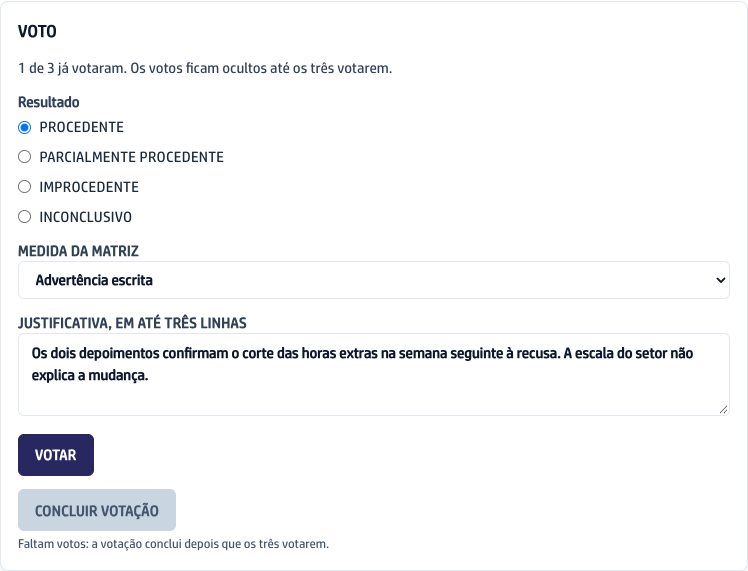 VOTO
1 de 3 já votaram. Os votos ficam ocultos até os três votarem.
Resultado
PROCEDENTE
PARCIALMENTE PROCEDENTE
IMPROCEDENTE
INCONCLUSIVO
MEDIDA DA MATRIZ
Advertência escrita
JUSTIFICATIVA, EM ATÉ TRÊS LINHAS
Os dois depoimentos confirmam o corte das horas extras na semana seguinte à recusa. A escala do setor não
explica a mudança.
VOTAR
CONCLUIR VOTAÇÃO
Faltam votos: a votação conclui depois que os três votarem.